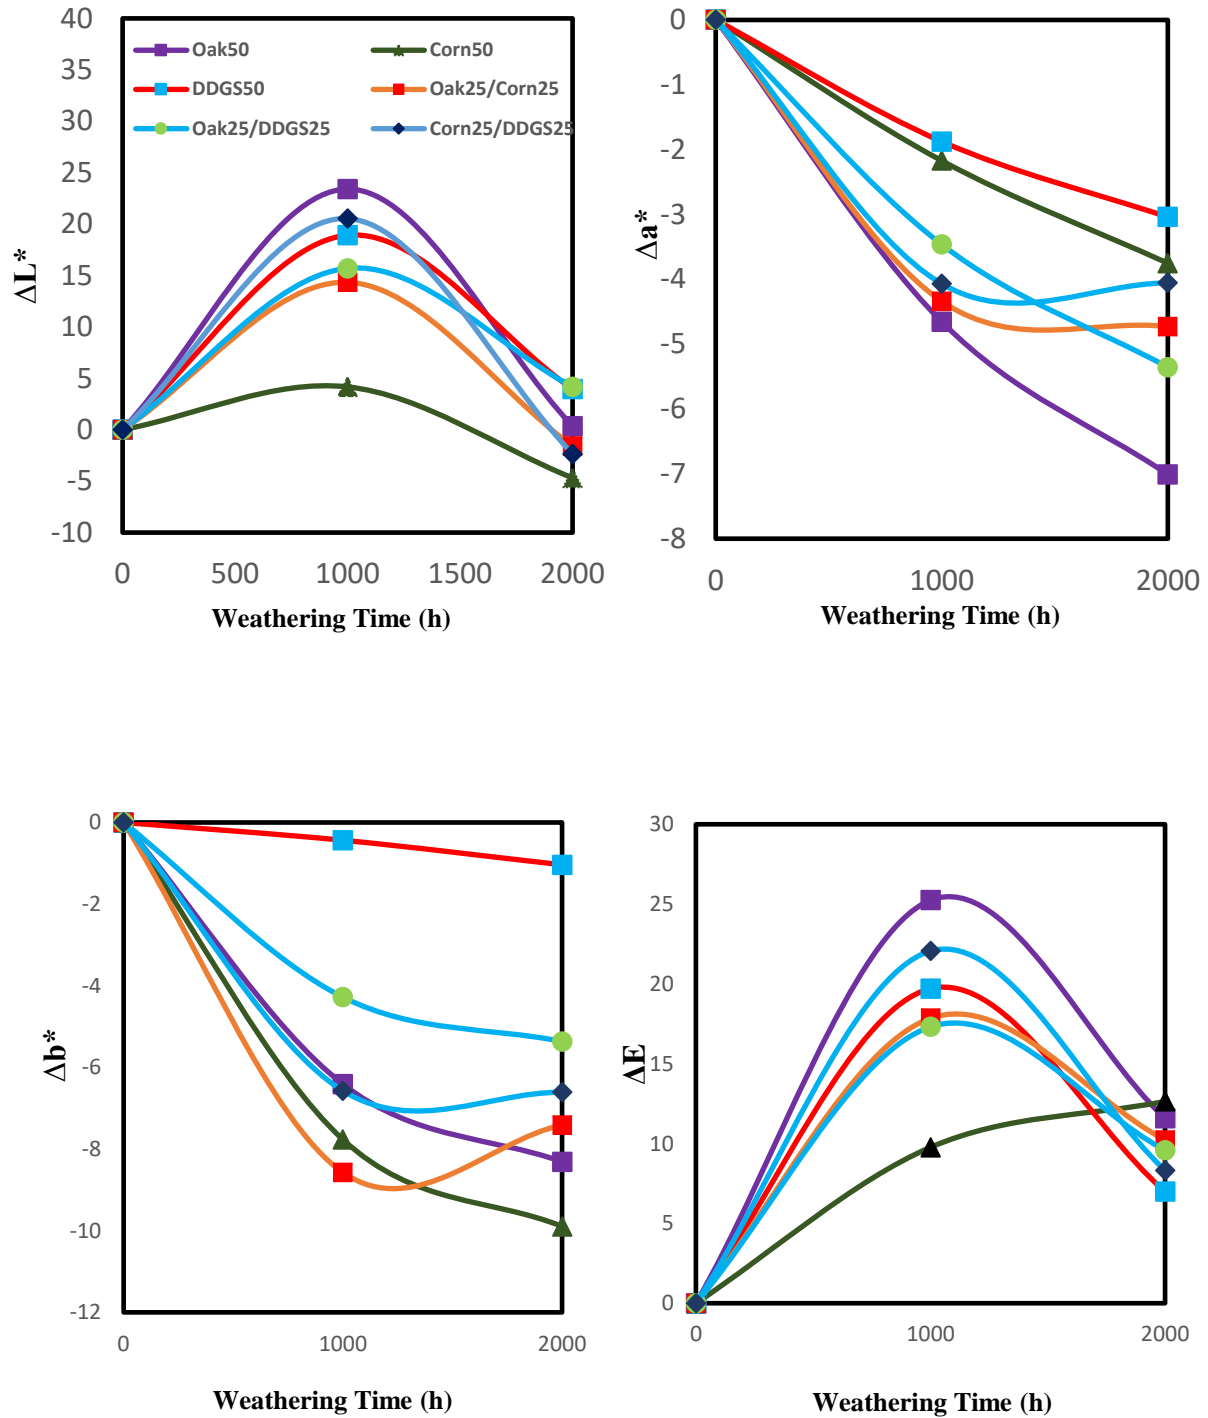 40
35
30
25
20
15
10
5
0
-5
-10
ΔL*
Oak50 Corn50
DDGS50 Oak25/Corn25
Oak25/DDGS25 Corn25/DDGS25
0 500 1000 1500 2000
Weathering Time (h)
0
-1
-2
-3
-4
-5
-6
-7
-8
Δa*
0 1000 2000
Weathering Time (h)
0
-2
-4
-6
-8
-10
-12
Δb*
0 1000 2000
Weathering Time (h)
30
25
20
15
10
5
0
ΔE
0 1000 2000
Weathering Time (h)